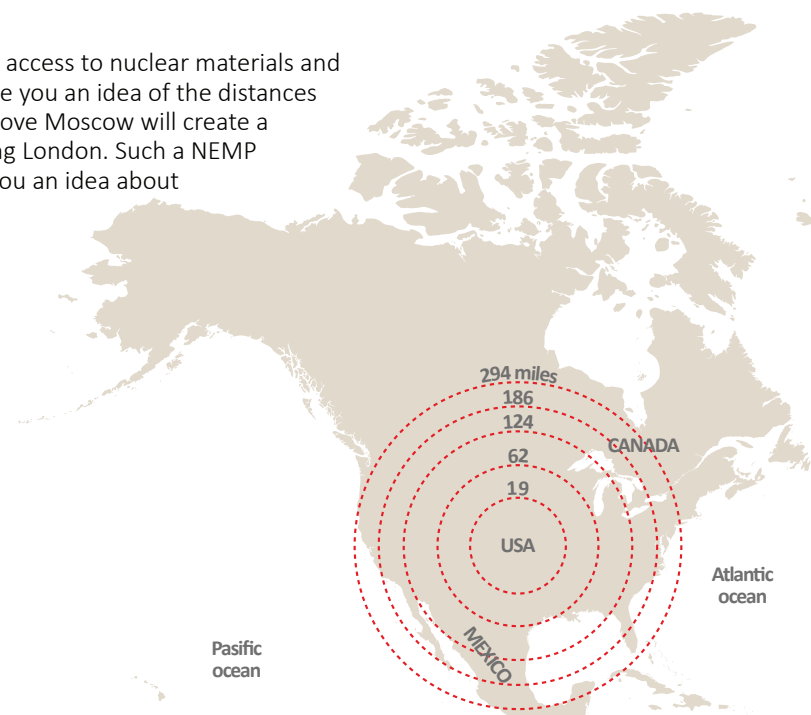 access to nuclear materials and
e you an idea of the distances
ove Moscow will create a
ng London. Such a NEMP
ou an idea about
294 miles
186
124
CANADA
62
19
USA
Atlantic
ocean
MEXICO
Pasific
ocean